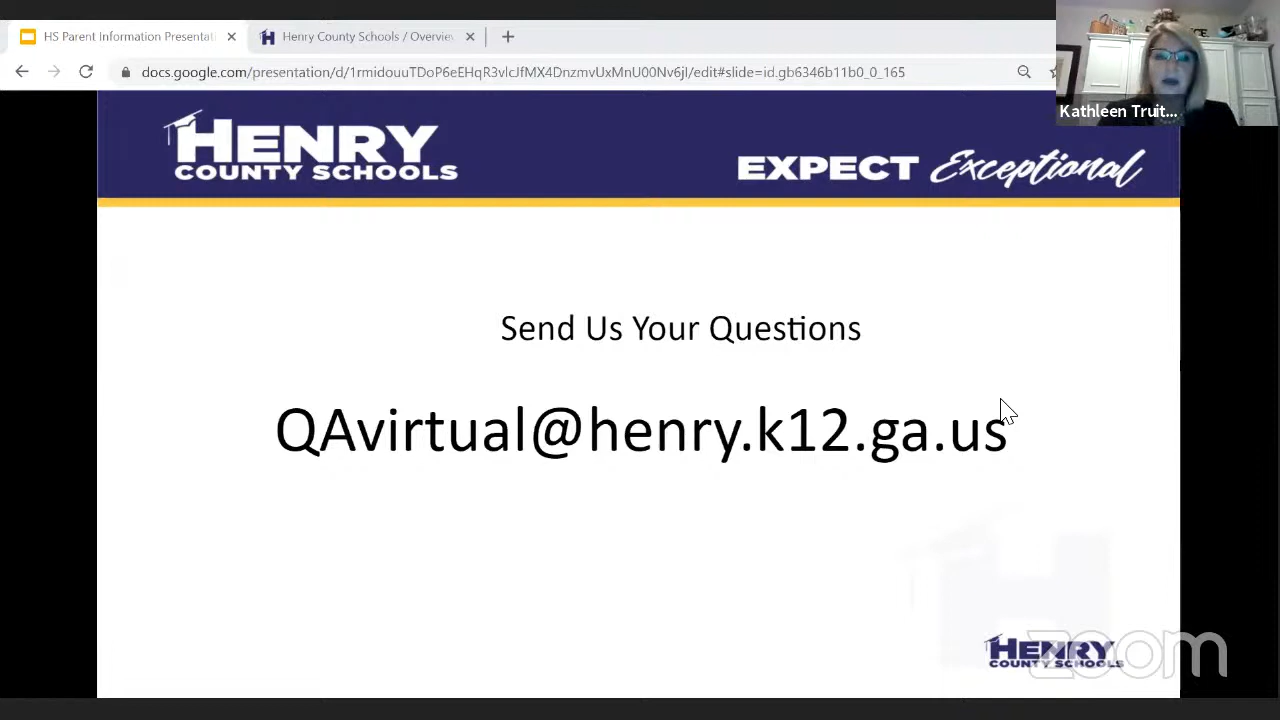 HS Parent Information Presentati
Henry County Schools / Overview
docs.google.com/presentation/d/1rmidouuTDoP6eEHqR3vlcJfMX4DnzmvUxMnU00Nv6jI/edit#slide=id.gb6346b11b0_0_165
Kathleen Truit...
HENRY
COUNTY SCHOOLS
EXPECT Exceptional
Send Us Your Questions
QAvirtual@henry.k12.ga.us
HENRY
COUNTY SCHOOLS
zoom